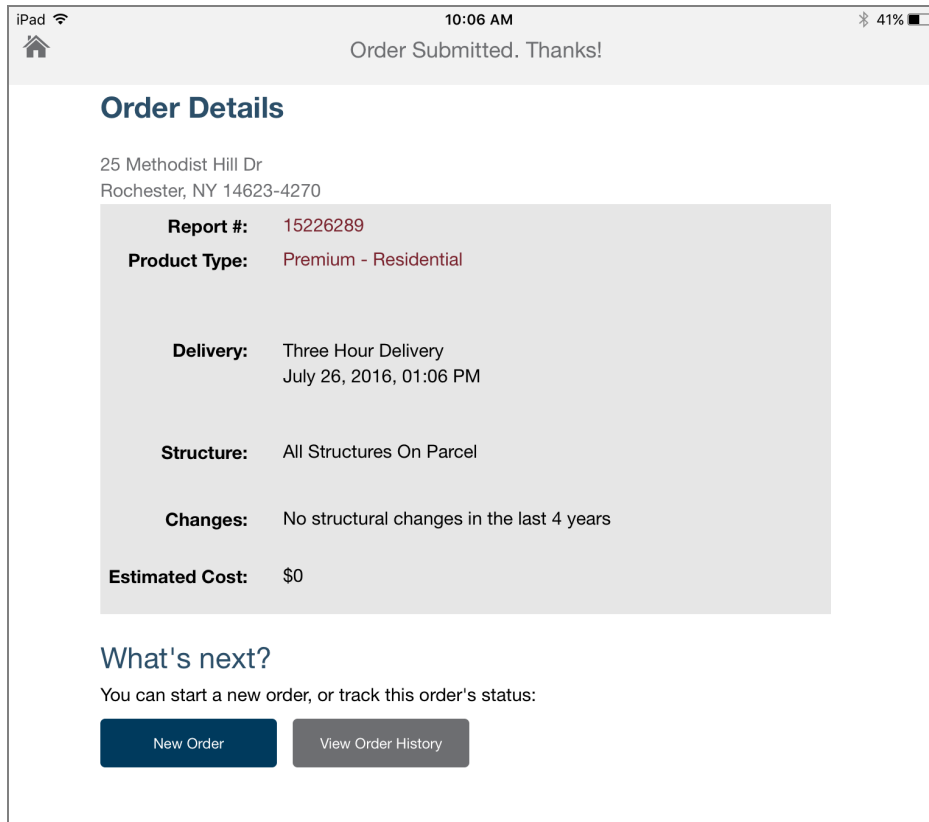 iPad 10:06 AM 41%
Order Submitted. Thanks!
Order Details
25 Methodist Hill Dr
Rochester, NY 14623-4270
Report #: 15226289
Product Type: Premium - Residential
Delivery: Three Hour Delivery
July 26, 2016, 01:06 PM
Structure: All Structures On Parcel
Changes: No structural changes in the last 4 years
Estimated Cost: $0
What's next?
You can start a new order, or track this order's status:
New Order View Order History